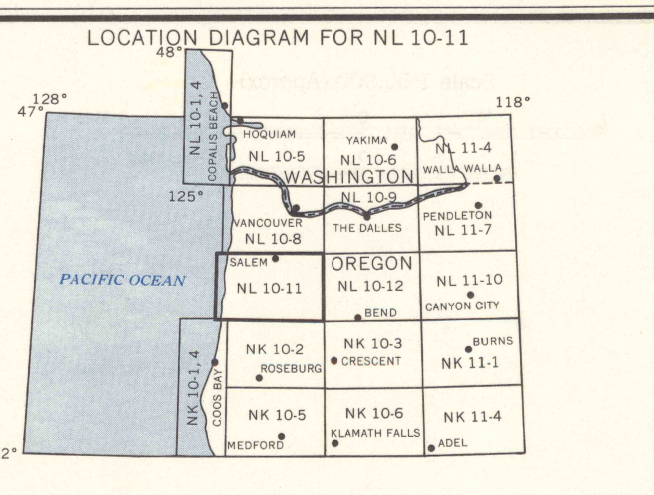 LOCATION DIAGRAM FOR NL 10-11
48°
128°
47°
118°
NL 10-1, 4
COPALIS BEACH
HOQUIAM
NL 10-5
YAKIMA
NL 10-6
NL 11-4
WALLA WALLA
WASHINGTON
125°
NL 10-9
VANCOUVER
NL 10-8
THE DALLES
PENDLETON
NL 11-7
SALEM
OREGON
PACIFIC OCEAN
NL 10-11
NL 10-12
BEND
NL 11-10
CANYON CITY
NK 10-1, 4
COOS BAY
NK 10-2
ROSEBURG
NK 10-3
CRESCENT
BURNS
NK 11-1
NK 10-5
MEDFORD
NK 10-6
KLAMATH FALLS
NK 11-4
ADEL
2°